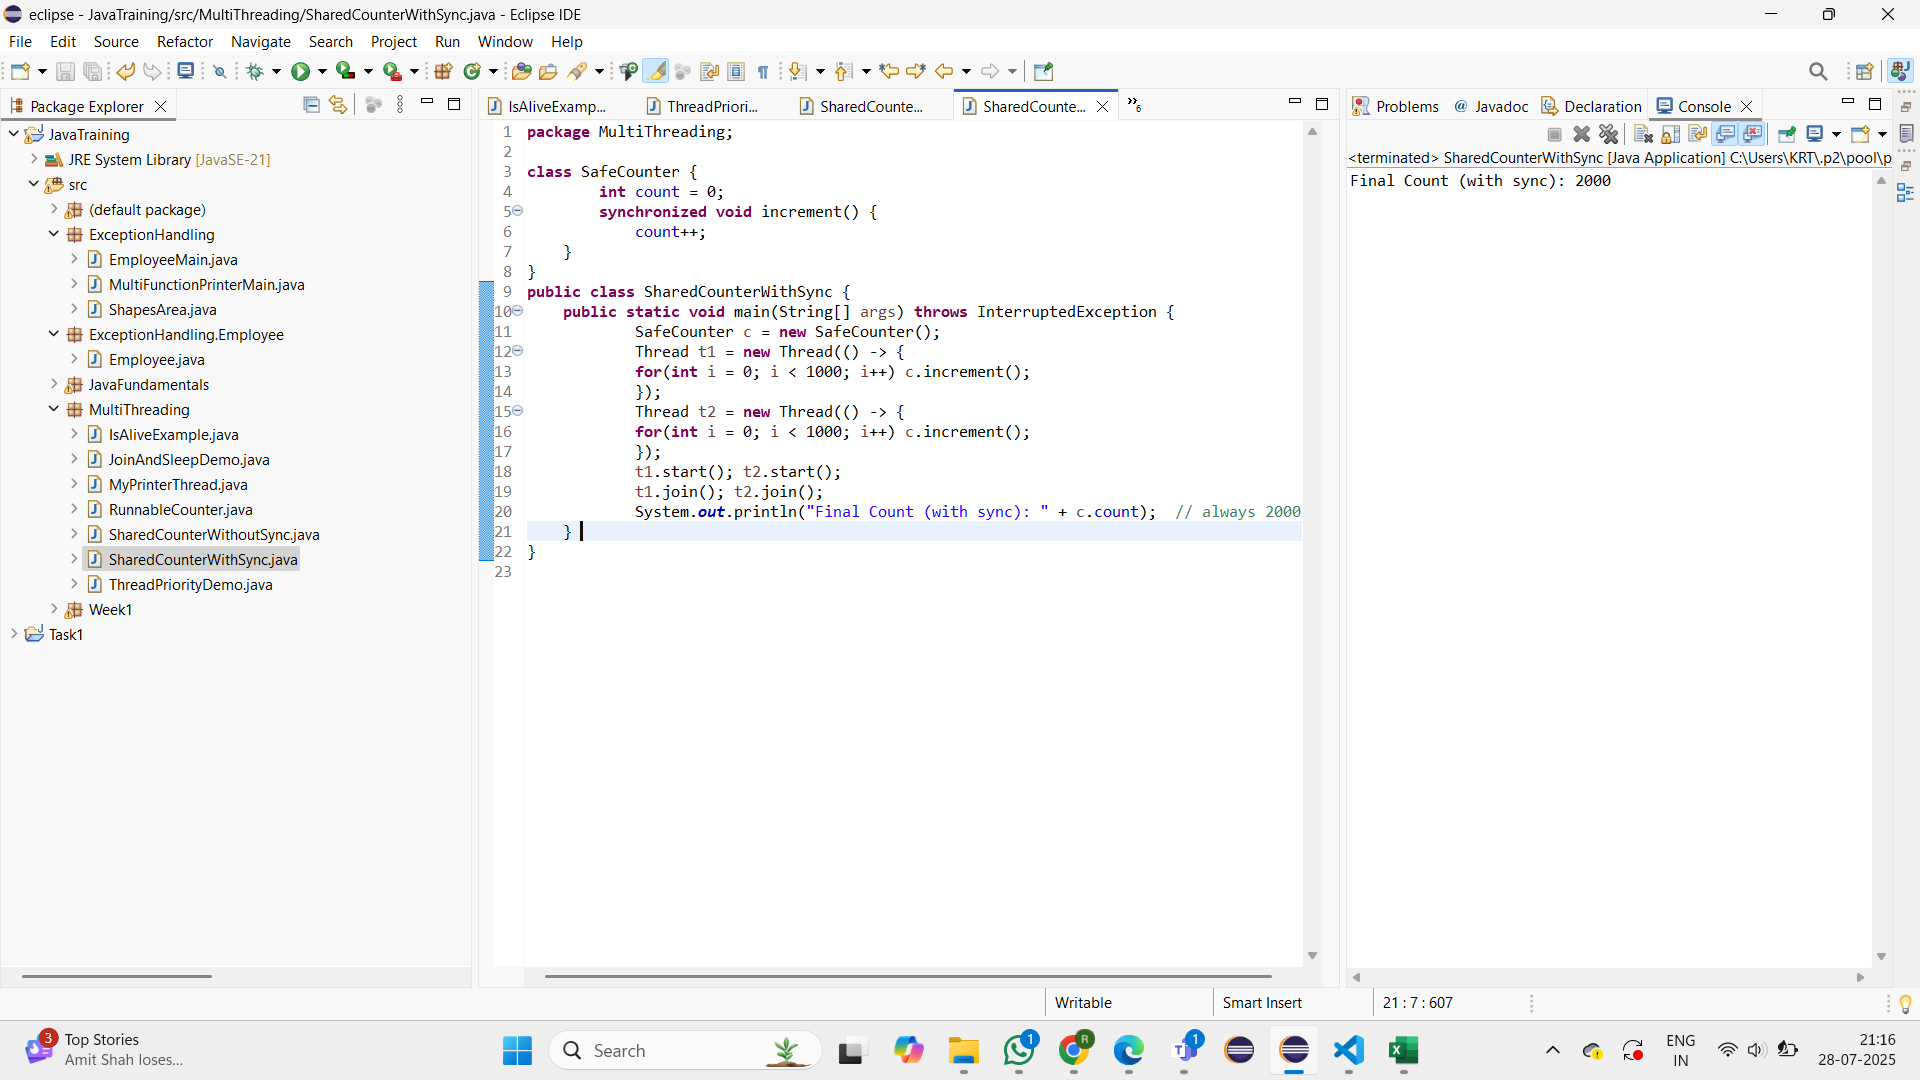 eclipse - JavaTraining/src/MultiThreading/SharedCounterWithSync.java - Eclipse IDE
File Edit Source Refactor Navigate Search Project Run Window Help
Package Explorer
JavaTraining
JRE System Library [JavaSE-21]
src
(default package)
ExceptionHandling
EmployeeMain.java
MultiFunctionPrinterMain.java
ShapesArea.java
ExceptionHandling.Employee
Employee.java
JavaFundamentals
MultiThreading
IsAliveExample.java
JoinAndSleepDemo.java
MyPrinterThread.java
RunnableCounter.java
SharedCounterWithoutSync.java
SharedCounterWithSync.java
ThreadPriorityDemo.java
Week1
Task1
IsAliveExamp... ThreadPriori... SharedCounte... SharedCounte... »6
1 package MultiThreading;
2
3 class SafeCounter {
4 int count = 0;
5 synchronized void increment() {
6 count++;
7 }
8 }
9 public class SharedCounterWithSync {
10 public static void main(String[] args) throws InterruptedException {
11 SafeCounter c = new SafeCounter();
12 Thread t1 = new Thread(() -> {
13 for(int i = 0; i < 1000; i++) c.increment();
14 });
15 Thread t2 = new Thread(() -> {
16 for(int i = 0; i < 1000; i++) c.increment();
17 });
18 t1.start(); t2.start();
19 t1.join(); t2.join();
20 System.out.println("Final Count (with sync): " + c.count); // always 2000
21 }
22 }
23
Problems @ Javadoc Declaration Console
<terminated> SharedCounterWithSync [Java Application] C:\Users\KRT\.p2\pool\p
Final Count (with sync): 2000
Writable Smart Insert 21 : 7 : 607
3 Top Stories
Amit Shah loses...
Search
1
R
1
ENG
IN
21:16
28-07-2025